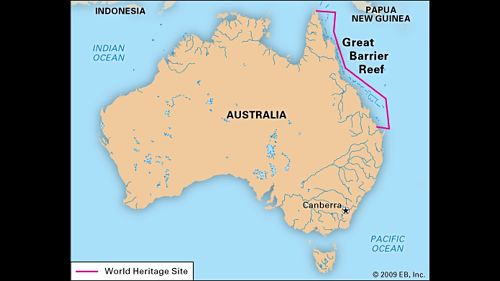 INDONESIA
PAPUA
NEW GUINEA
INDIAN
OCEAN
Great
Barrier
Reef
AUSTRALIA
Canberra
PACIFIC
OCEAN
World Heritage Site
© 2009 EB, Inc.